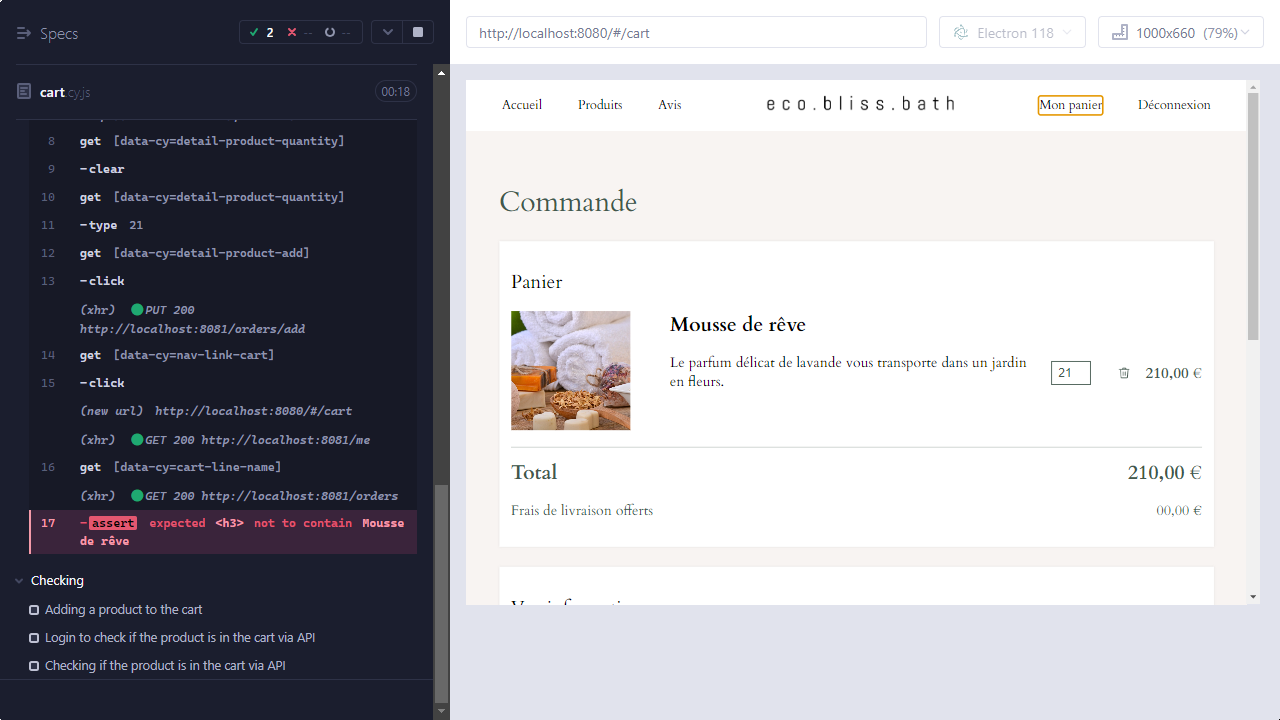 Specs
2
--
--
cart.cy.js
00:18
8 get [data-cy=detail-product-quantity]
9 -clear
10 get [data-cy=detail-product-quantity]
11 -type 21
12 get [data-cy=detail-product-add]
13 -click
(xhr) PUT 200
http://localhost:8081/orders/add
14 get [data-cy=nav-link-cart]
15 -click
(new url) http://localhost:8080/#/cart
(xhr) GET 200 http://localhost:8081/me
16 get [data-cy=cart-line-name]
(xhr) GET 200 http://localhost:8081/orders
17 -assert expected <h3> not to contain Mousse
de rêve
Checking
Adding a product to the cart
Login to check if the product is in the cart via API
Checking if the product is in the cart via API
http://localhost:8080/#/cart
Electron 118
1000x660 (79%)
Accueil
Produits
Avis
eco.bliss.bath
Mon panier
Déconnexion
Commande
Panier
Mousse de rêve
Le parfum délicat de lavande vous transporte dans un jardin
en fleurs.
21
210,00 €
Total
210,00 €
Frais de livraison offerts
00,00 €